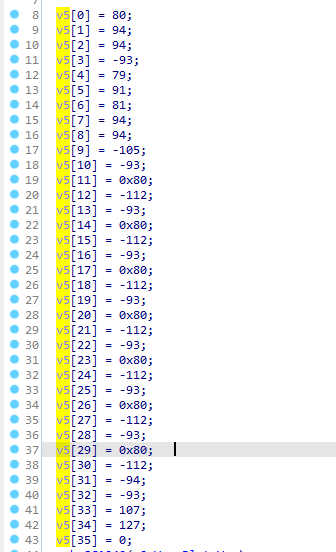 8 v5[0] = 80;
9 v5[1] = 94;
10 v5[2] = 94;
11 v5[3] = -93;
12 v5[4] = 79;
13 v5[5] = 91;
14 v5[6] = 81;
15 v5[7] = 94;
16 v5[8] = 94;
17 v5[9] = -105;
18 v5[10] = -93;
19 v5[11] = 0x80;
20 v5[12] = -112;
21 v5[13] = -93;
22 v5[14] = 0x80;
23 v5[15] = -112;
24 v5[16] = -93;
25 v5[17] = 0x80;
26 v5[18] = -112;
27 v5[19] = -93;
28 v5[20] = 0x80;
29 v5[21] = -112;
30 v5[22] = -93;
31 v5[23] = 0x80;
32 v5[24] = -112;
33 v5[25] = -93;
34 v5[26] = 0x80;
35 v5[27] = -112;
36 v5[28] = -93;
37 v5[29] = 0x80;
38 v5[30] = -112;
39 v5[31] = -94;
40 v5[32] = -93;
41 v5[33] = 107;
42 v5[34] = 127;
43 v5[35] = 0;